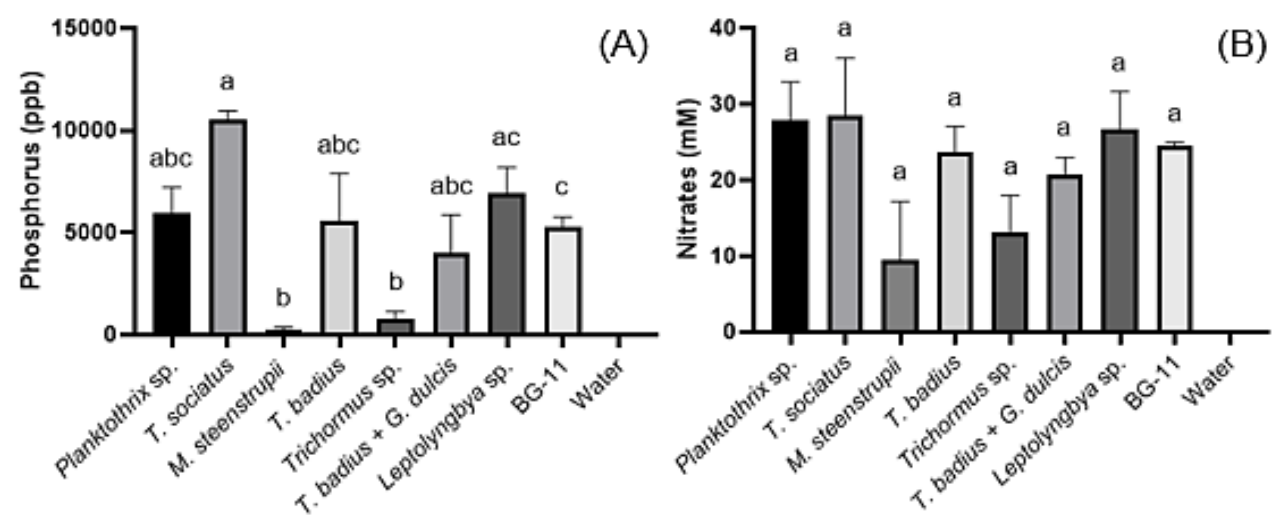 (A)
Phosphorus (ppb)
15000
10000
5000
0
abc
a
b
abc
b
abc
ac
c
Planktothrix sp.
T. sociatus
M. steenstrupii
T. badius
Trichormus sp.
T. badius + G. dulcis
Leptolyngbya sp.
BG-11
Water
(B)
Nitrates (mM)
40
30
20
10
0
a
a
a
a
a
a
a
a
Planktothrix sp.
T. sociatus
M. steenstrupii
T. badius
Trichormus sp.
T. badius + G. dulcis
Leptolyngbya sp.
BG-11
Water